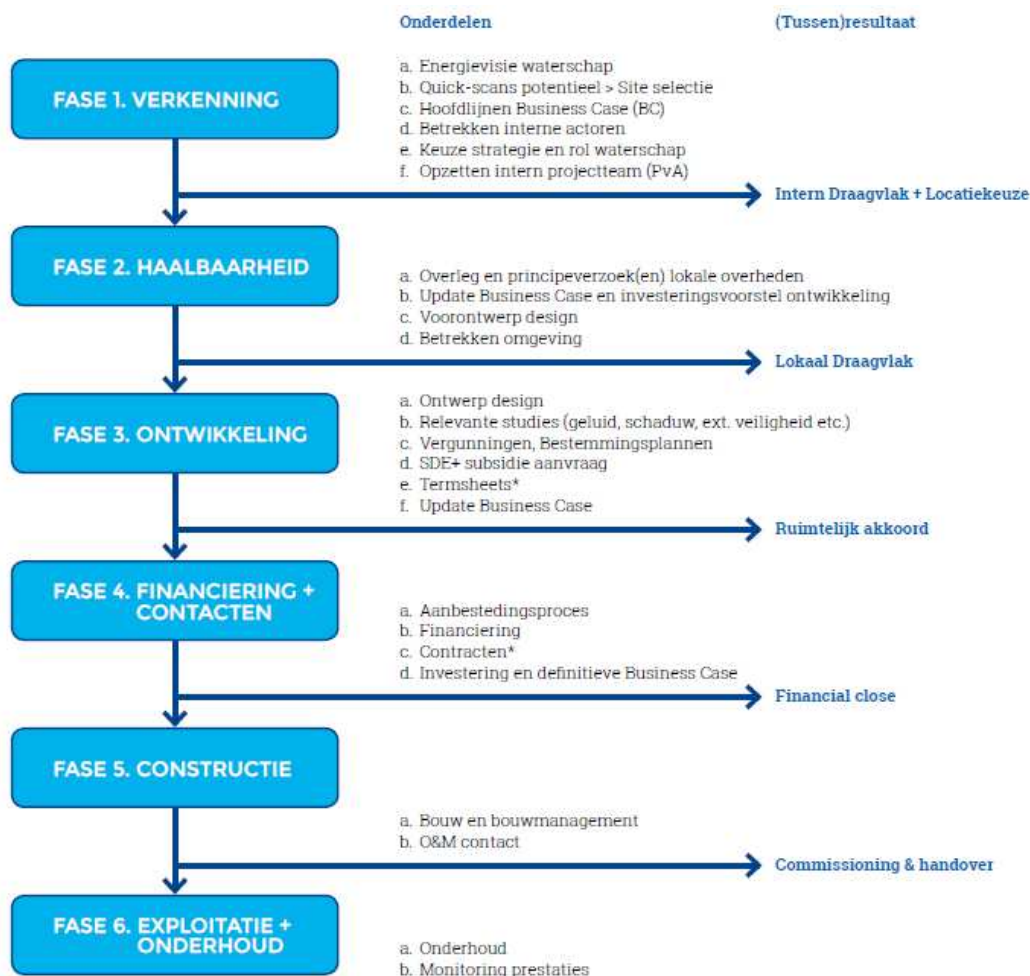 Onderdelen
(Tussen)resultaat
FASE 1. VERKENNING
a. Energievisie waterschap
b. Quick-scans potentieel > Site selectie
c. Hoofdlijnen Business Case (BC)
d. Betrekken interne actoren
e. Keuze strategie en rol waterschap
f. Opzetten intern projectteam (PvA)
Intern Draagvlak + Locatiekeuze
FASE 2. HAALBAARHEID
a. Overleg en principeverzoek(en) lokale overheden
b. Update Business Case en investeringsvoorstel ontwikkeling
c. Voorontwerp design
d. Betrekken omgeving
Lokaal Draagvlak
FASE 3. ONTWIKKELING
a. Ontwerp design
b. Relevante studies (geluid, schaduw, ext. veiligheid etc.)
c. Vergunningen, Bestemmingsplannen
d. SDE+ subsidie aanvraag
e. Termsheets*
f. Update Business Case
Ruimtelijk akkoord
FASE 4. FINANCIERING +
CONTACTEN
a. Aanbestedingsproces
b. Financiering
c. Contracten*
d. Investering en definitieve Business Case
Financial close
FASE 5. CONSTRUCTIE
a. Bouw en bouwmanagement
b. O&M contact
Commissioning & handover
FASE 6. EXPLOITATIE +
ONDERHOUD
a. Onderhoud
b. Monitoring prestaties